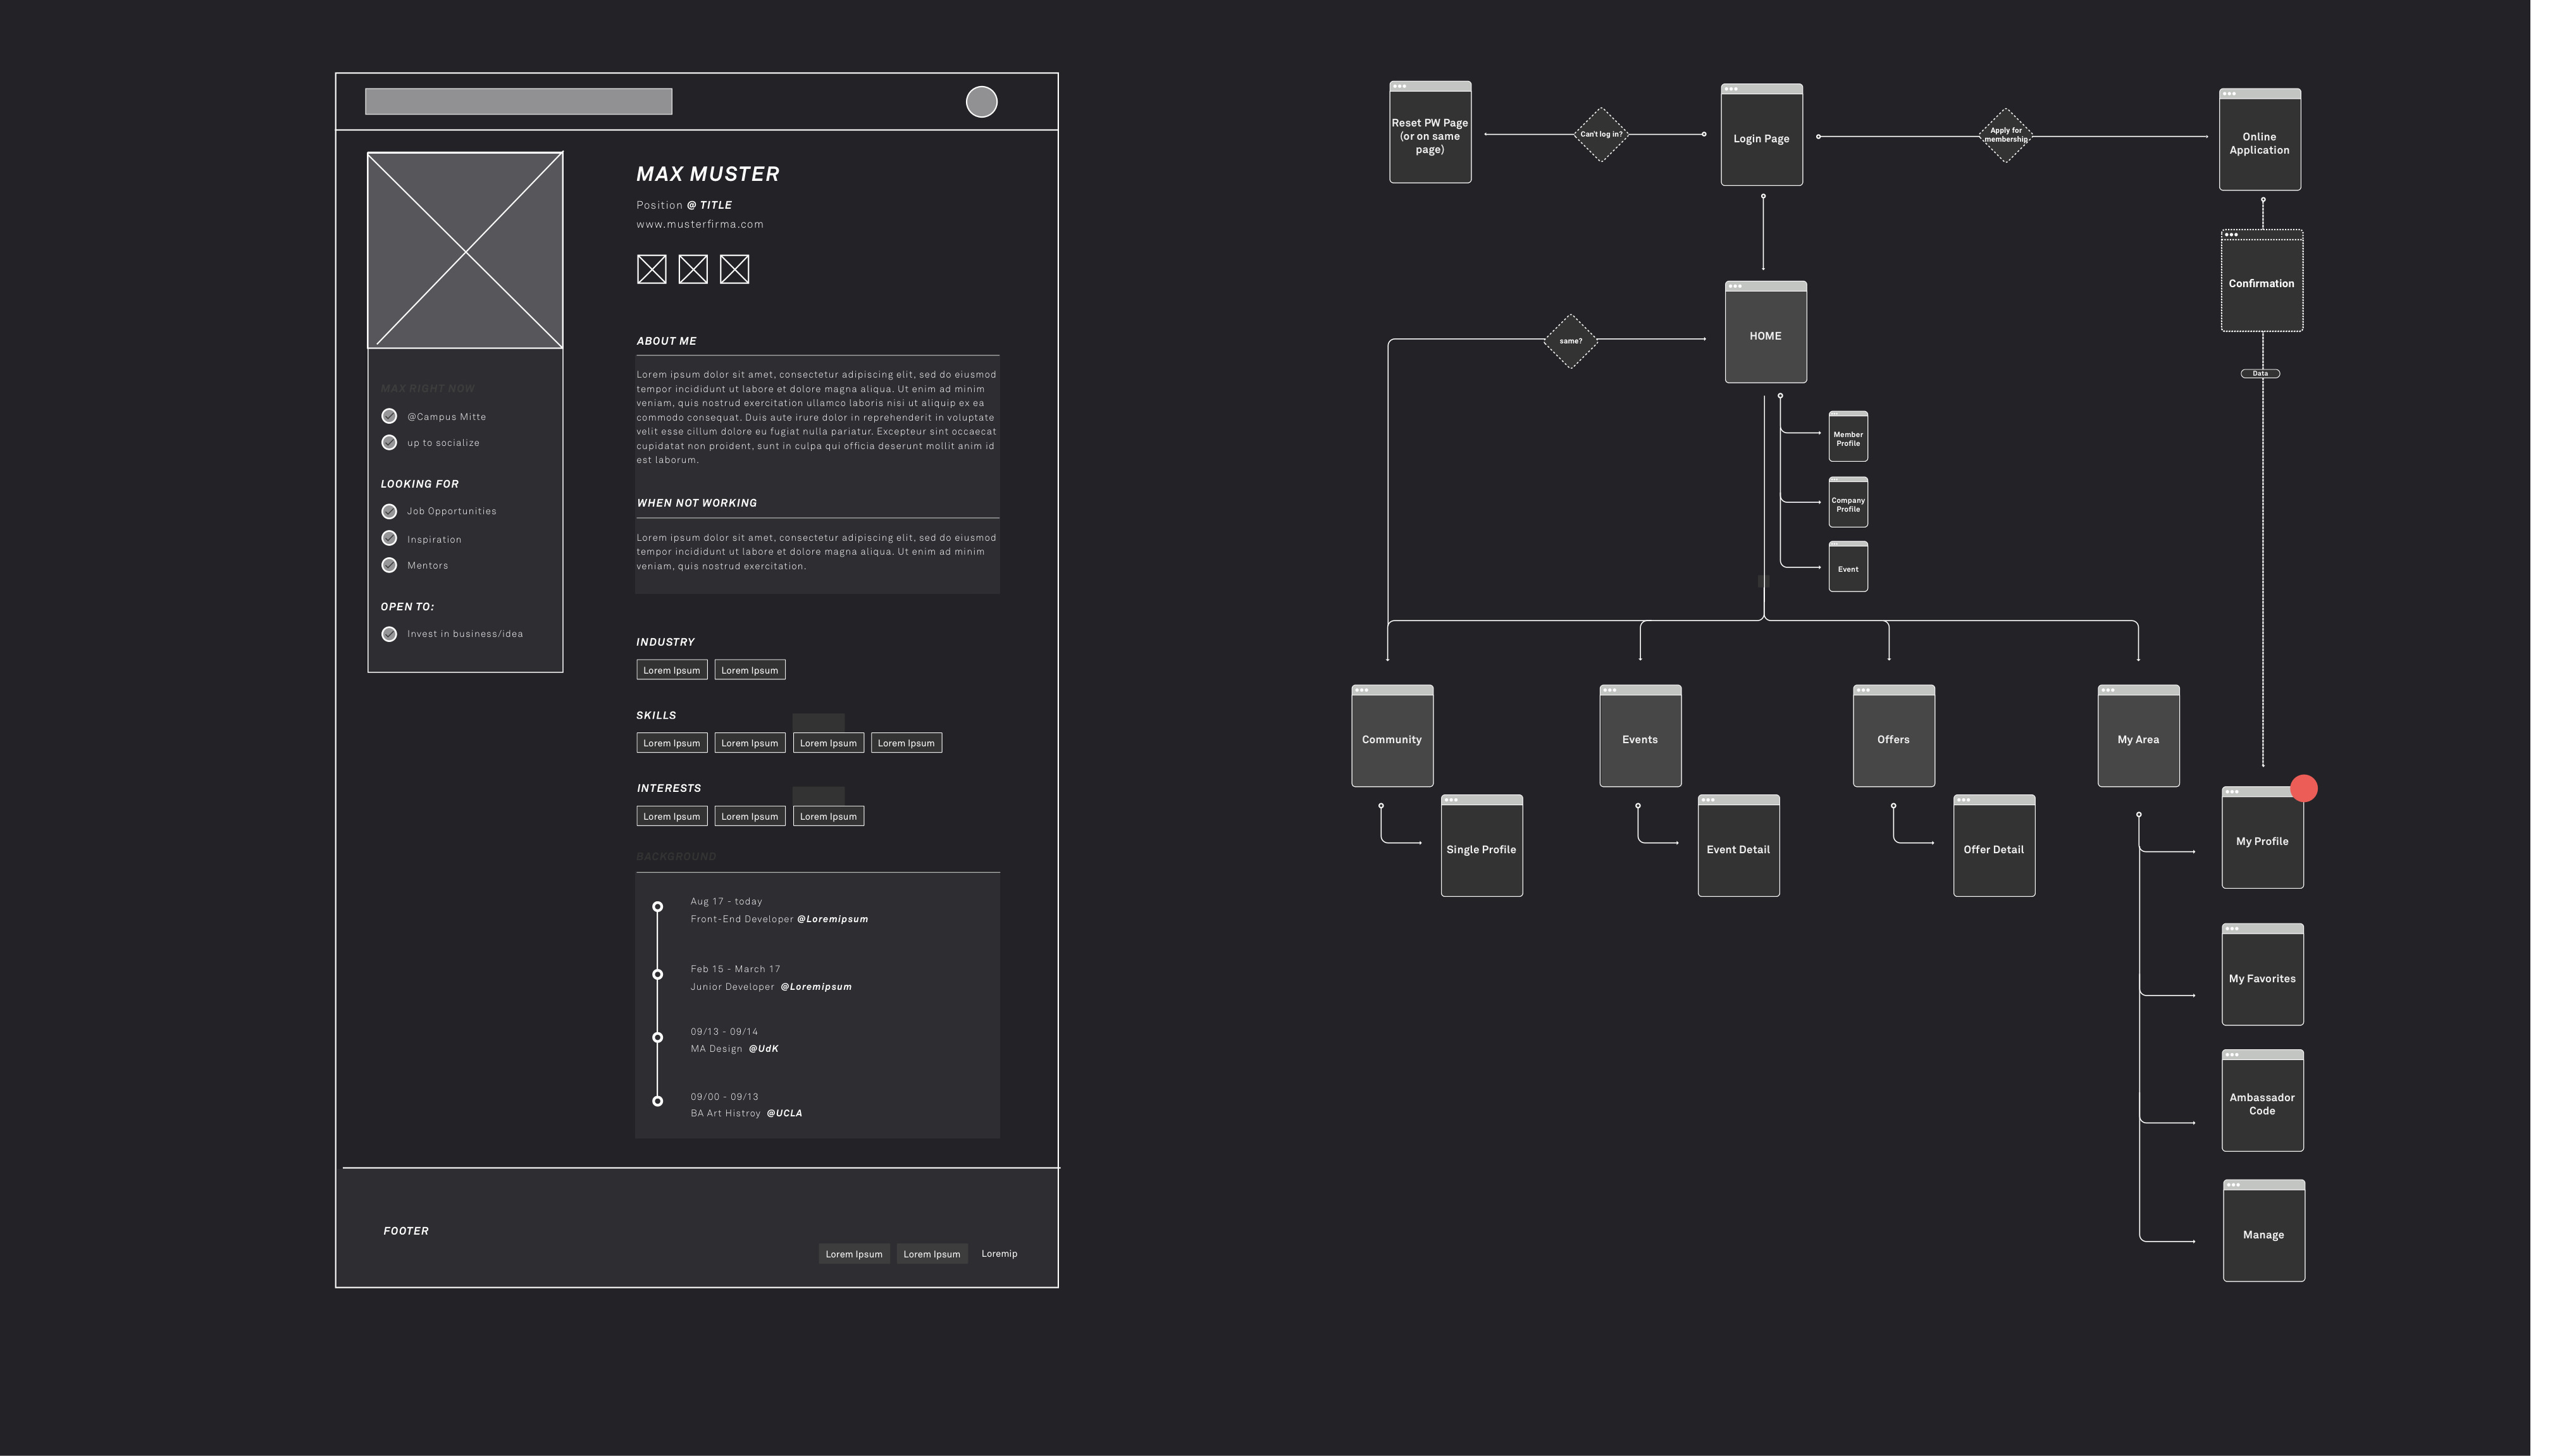 MAX MUSTER
Position @ TITLE
www.musterfirma.com
MAX RIGHT NOW
@Campus Mitte
up to socialize
LOOKING FOR
Job Opportunities
Inspiration
Mentors
OPEN TO:
Invest in business/idea
ABOUT ME
Lorem ipsum dolor sit amet, consectetur adipiscing elit, sed do eiusmod
tempor incididunt ut labore et dolore magna aliqua. Ut enim ad minim
veniam, quis nostrud exercitation ullamco laboris nisi ut aliquip ex ea
commodo consequat. Duis aute irure dolor in reprehenderit in voluptate
velit esse cillum dolore eu fugiat nulla pariatur. Excepteur sint occaecat
cupidatat non proident, sunt in culpa qui officia deserunt mollit anim id
est laborum.
WHEN NOT WORKING
Lorem ipsum dolor sit amet, consectetur adipiscing elit, sed do eiusmod
tempor incididunt ut labore et dolore magna aliqua. Ut enim ad minim
veniam, quis nostrud exercitation.
INDUSTRY
Lorem Ipsum Lorem Ipsum
SKILLS
Lorem Ipsum Lorem Ipsum Lorem Ipsum Lorem Ipsum
INTERESTS
Lorem Ipsum Lorem Ipsum Lorem Ipsum
BACKGROUND
Aug 17 - today
Front-End Developer @Loremipsum
Feb 15 - March 17
Junior Developer @Loremipsum
09/13 - 09/14
MA Design @UdK
09/00 - 09/13
BA Art Histroy @UCLA
FOOTER
Lorem Ipsum Lorem Ipsum Loremip
Reset PW Page
(or on same
page)
Can't log in?
Login Page
Apply for
membership
Online
Application
Confirmation
Data
same?
HOME
Member
Profile
Company
Profile
Event
Community
Events
Offers
My Area
Single Profile
Event Detail
Offer Detail
My Profile
My Favorites
Ambassador
Code
Manage